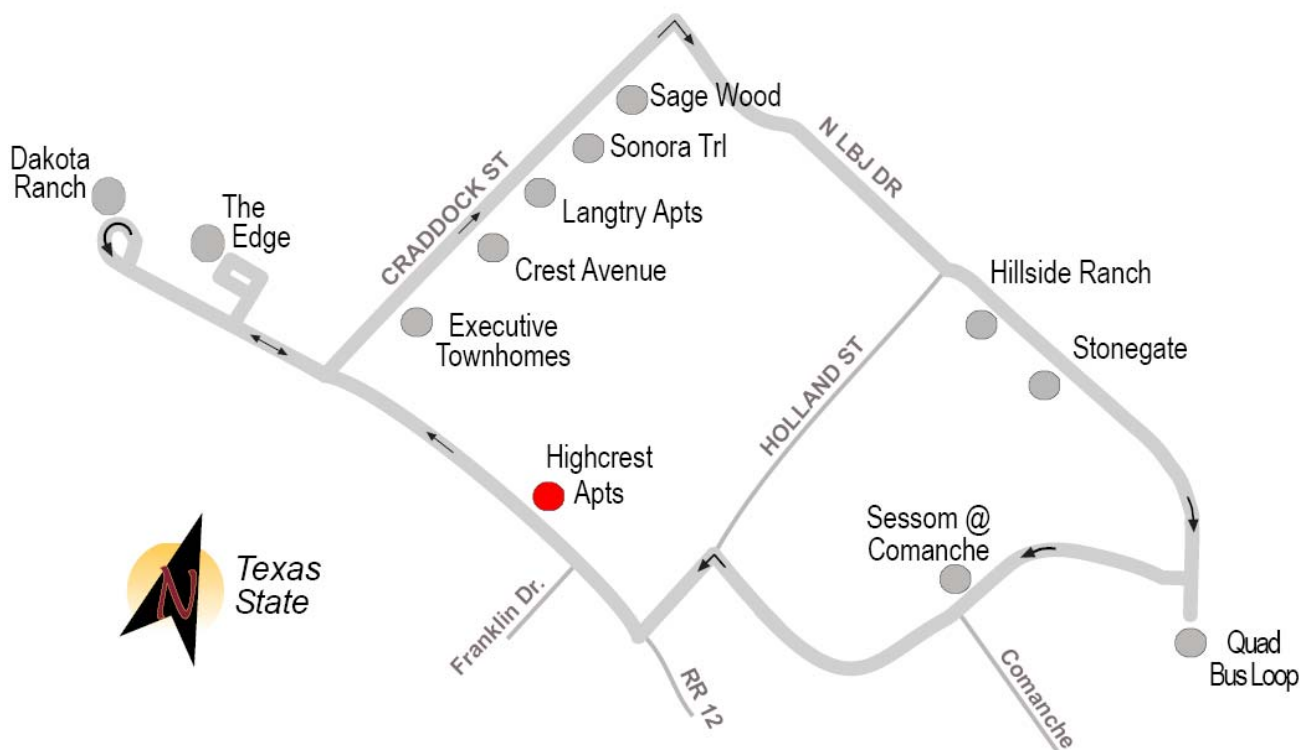 Sage Wood
Sonora Trl
Langtry Apts
Crest Avenue
Executive
Townhomes
CRADDOCK ST
N LBJ DR
Dakota
Ranch
The
Edge
Hillside Ranch
Stonegate
HOLLAND ST
Highcrest
Apts
Sessom @
Comanche
N
Texas
State
Franklin Dr.
RR 12
Comanche
Quad
Bus Loop